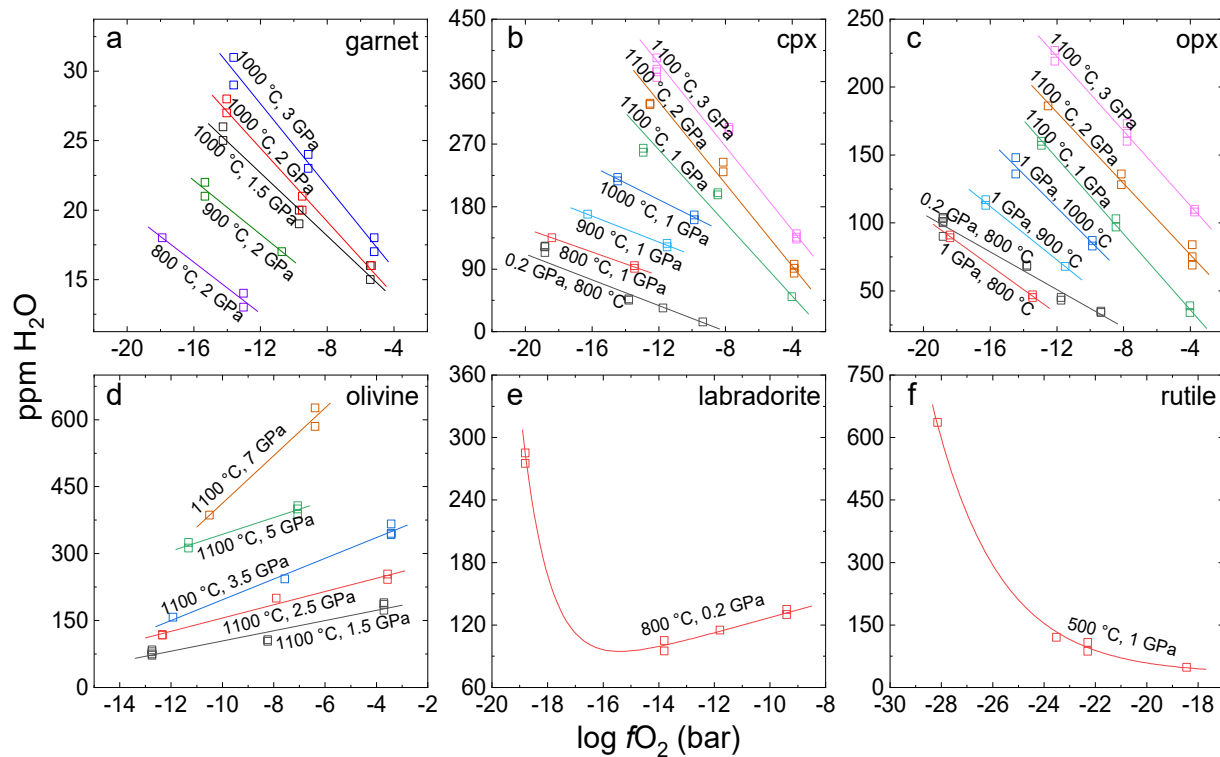 ppm H₂O
a
garnet
1000 °C, 3 GPa
1000 °C, 2 GPa
1000 °C, 1.5 GPa
900 °C, 2 GPa
800 °C, 2 GPa
30
25
20
15
-20 -16 -12 -8 -4
b
cpx
1100 °C, 3 GPa
1100 °C, 2 GPa
1100 °C, 1 GPa
1000 °C, 1 GPa
900 °C, 1 GPa
800 °C, 1 GPa
0.2 GPa, 800 °C
450
360
270
180
90
0
-20 -16 -12 -8 -4
c
opx
1100 °C, 3 GPa
1100 °C, 2 GPa
1100 °C, 1 GPa
1 GPa, 1000 °C
1 GPa, 900 °C
0.2 GPa, 800 °C
1 GPa, 800 °C
250
200
150
100
50
-20 -16 -12 -8 -4
d
olivine
1100 °C, 7 GPa
1100 °C, 5 GPa
1100 °C, 3.5 GPa
1100 °C, 2.5 GPa
1100 °C, 1.5 GPa
600
450
300
150
0
-14 -12 -10 -8 -6 -4 -2
e
labradorite
800 °C, 0.2 GPa
360
300
240
180
120
60
-20 -18 -16 -14 -12 -10 -8
f
rutile
500 °C, 1 GPa
750
600
450
300
150
0
-30 -28 -26 -24 -22 -20 -18
log fO₂ (bar)